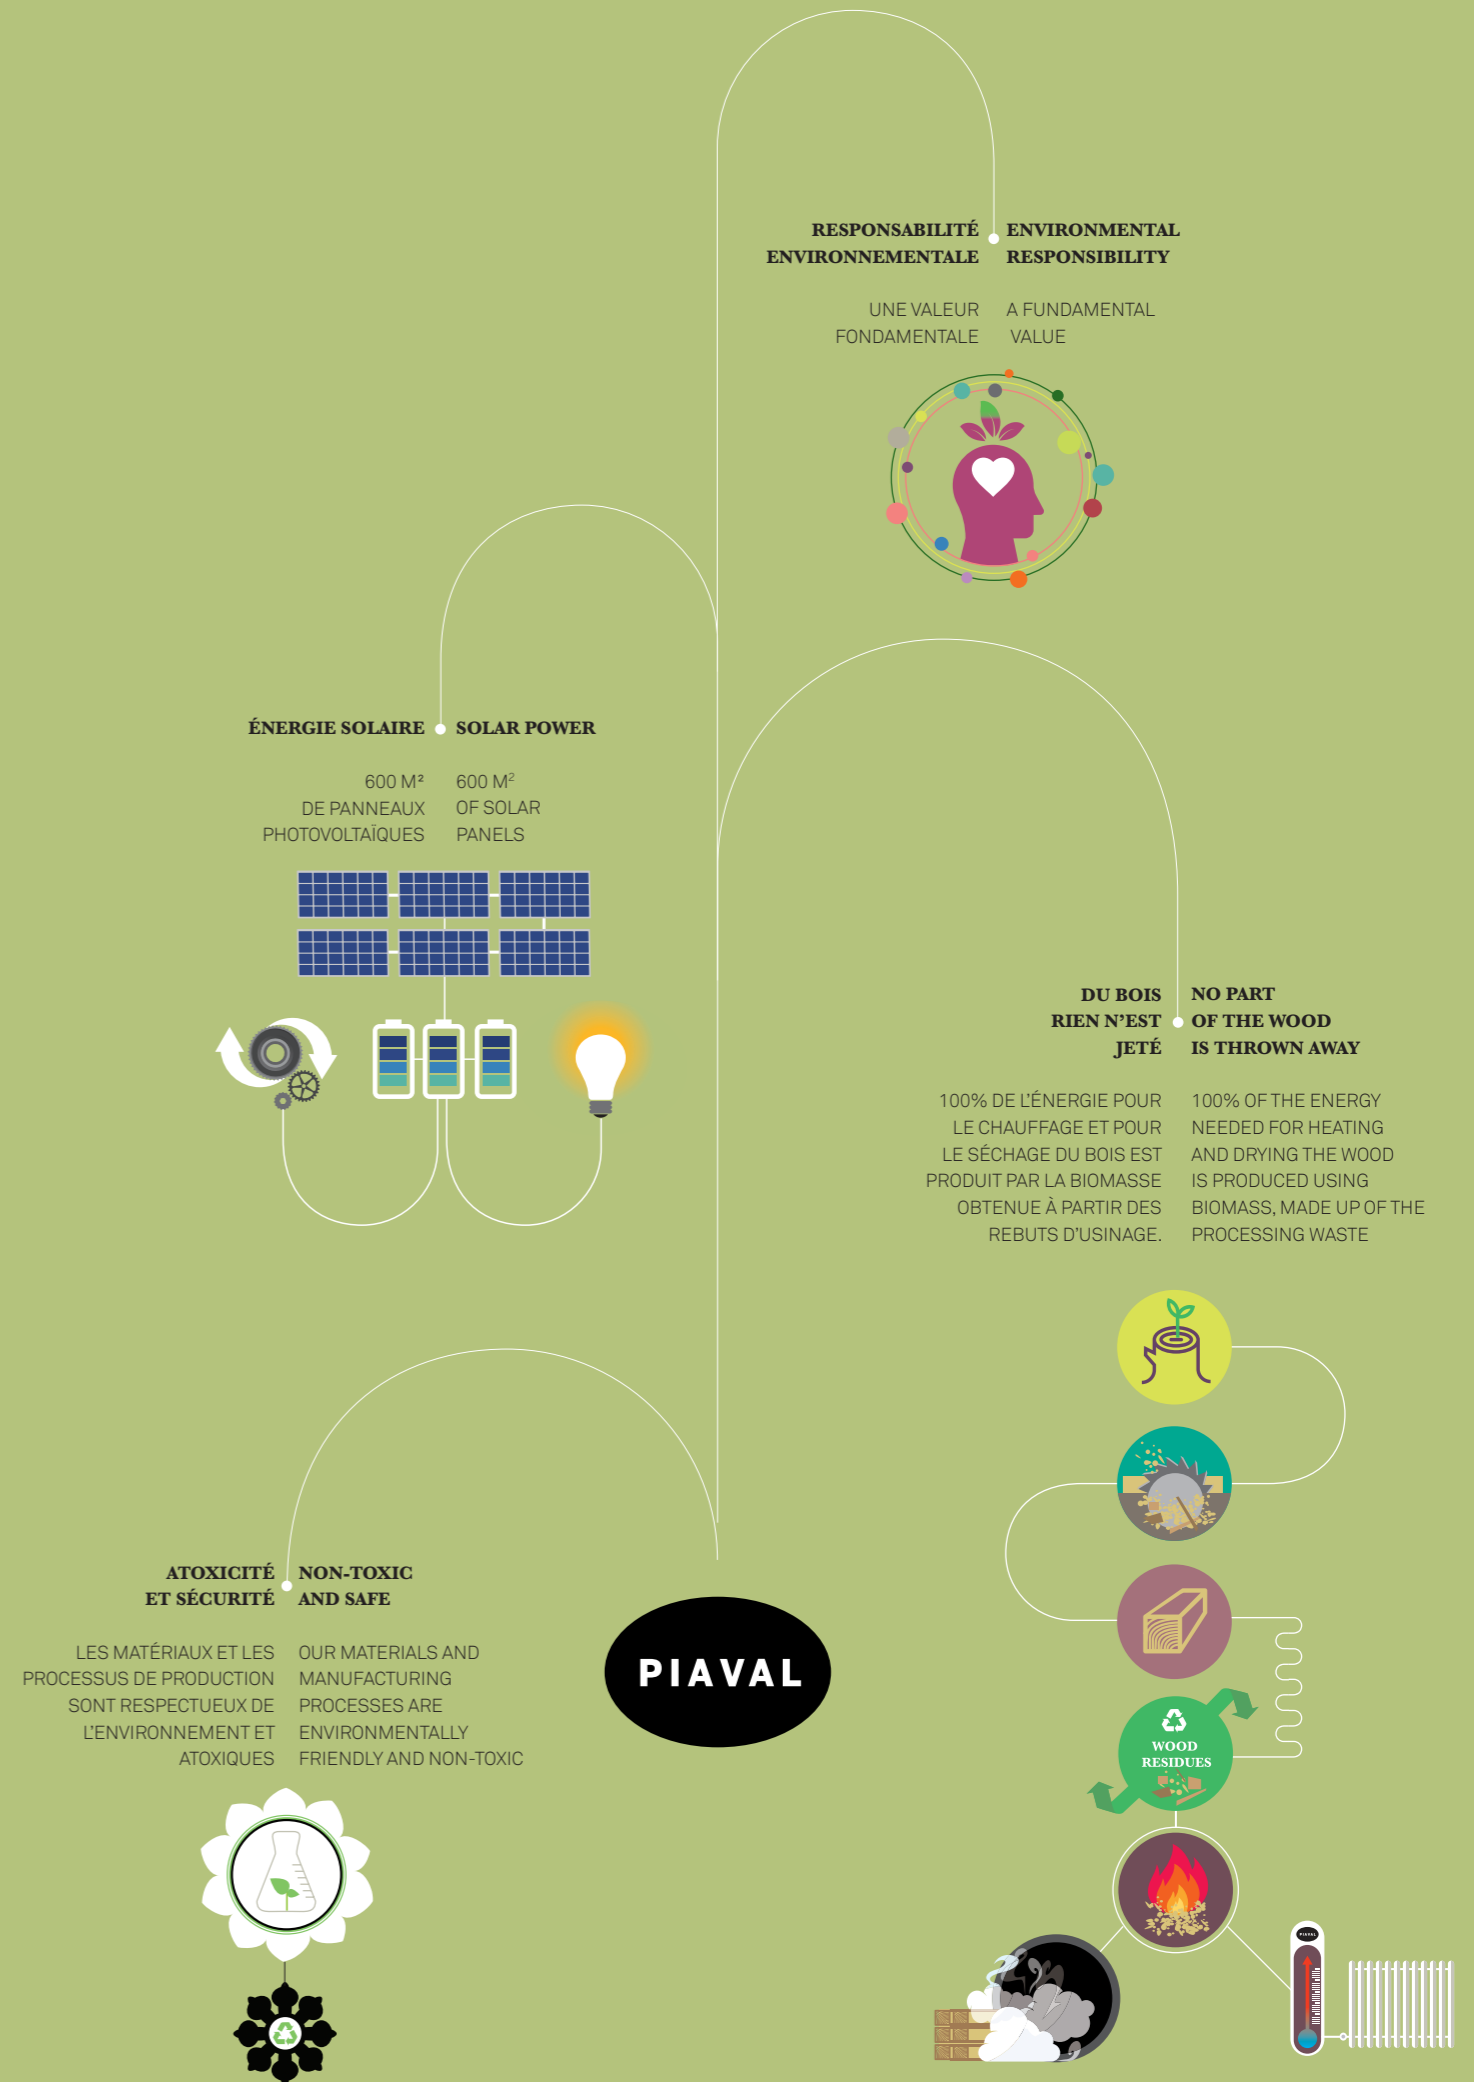 RESPONSABILITÉ
ENVIRONNEMENTALE
UNE VALEUR
FONDAMENTALE
ENVIRONMENTAL
RESPONSIBILITY
A FUNDAMENTAL
VALUE
ÉNERGIE SOLAIRE
600 M²
DE PANNEAUX
PHOTOVOLTAÏQUES
SOLAR POWER
600 M²
OF SOLAR
PANELS
DU BOIS
RIEN N’EST
JETÉ
100% DE L’ÉNERGIE POUR
LE CHAUFFAGE ET POUR
LE SÉCHAGE DU BOIS EST
PRODUIT PAR LA BIOMASSE
OBTENUE À PARTIR DES
REBUTS D’USINAGE.
NO PART
OF THE WOOD
IS THROWN AWAY
100% OF THE ENERGY
NEEDED FOR HEATING
AND DRYING THE WOOD
IS PRODUCED USING
BIOMASS, MADE UP OF THE
PROCESSING WASTE
ATOXICITÉ
ET SÉCURITÉ
LES MATÉRIAUX ET LES
PROCESSUS DE PRODUCTION
SONT RESPECTUEUX DE
L’ENVIRONNEMENT ET
ATOXIQUES
NON-TOXIC
AND SAFE
OUR MATERIALS AND
MANUFACTURING
PROCESSES ARE
ENVIRONMENTALLY
FRIENDLY AND NON-TOXIC
PIAVAL
WOOD
RESIDUES
PIAVAL